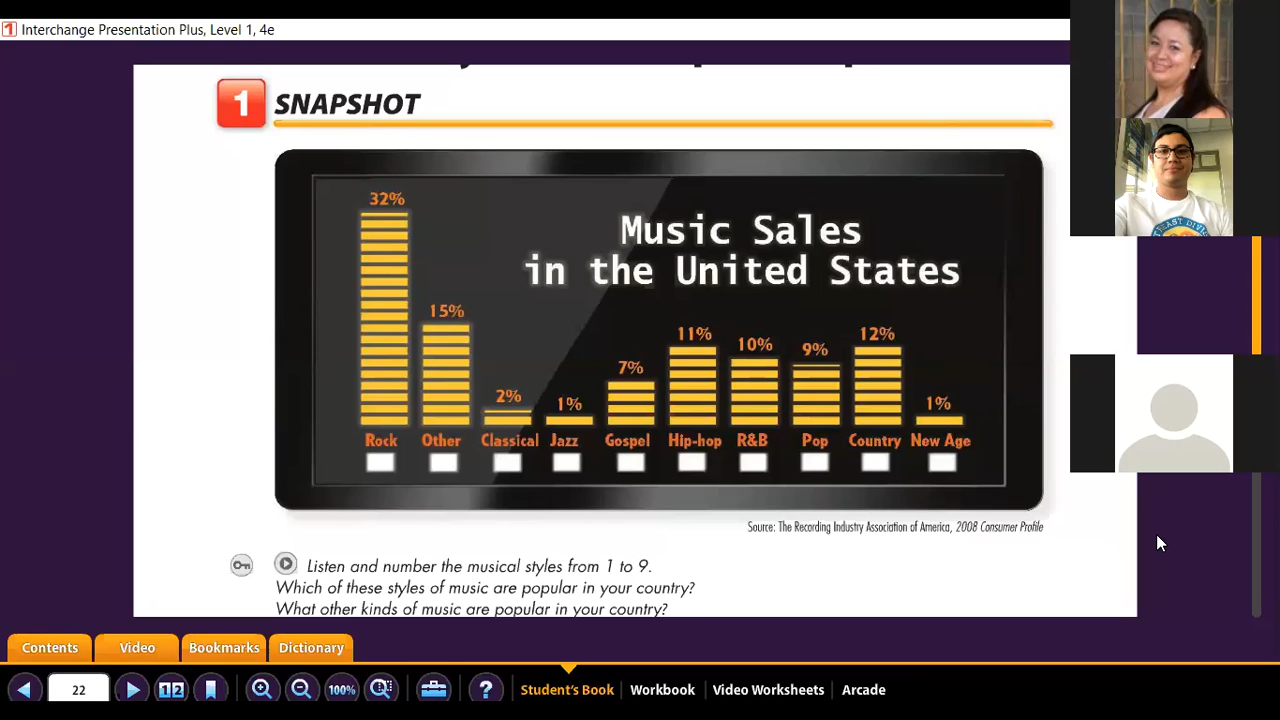 1 Interchange Presentation Plus, Level 1, 4e
1 SNAPSHOT
Music Sales
in the United States
32% 15% 2% 1% 7% 11% 10% 9% 12% 1%
Rock Other Classical Jazz Gospel Hip-hop R&B Pop Country New Age
Source: The Recording Industry Association of America, 2008 Consumer Profile
Listen and number the musical styles from 1 to 9.
Which of these styles of music are popular in your country?
What other kinds of music are popular in your country?
Contents Video Bookmarks Dictionary
22 12 100% ? Student's Book Workbook Video Worksheets Arcade